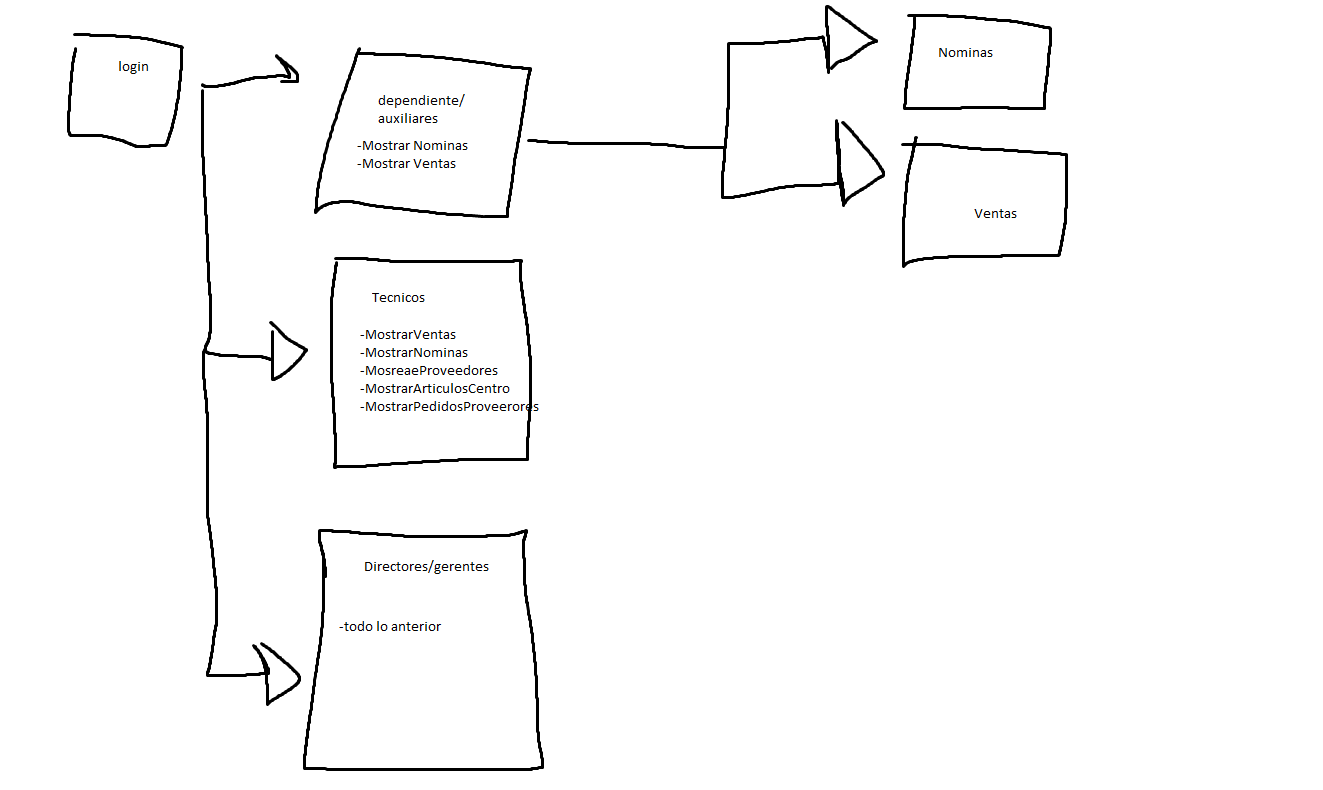 login
dependiente/
auxiliares
-Mostrar Nominas
-Mostrar Ventas
Nominas
Ventas
Tecnicos
-MostrarVentas
-MostrarNominas
-MosreaeProveedores
-MostrarArticulosCentro
-MostrarPedidosProveerores
Directores/gerentes
-todo lo anterior